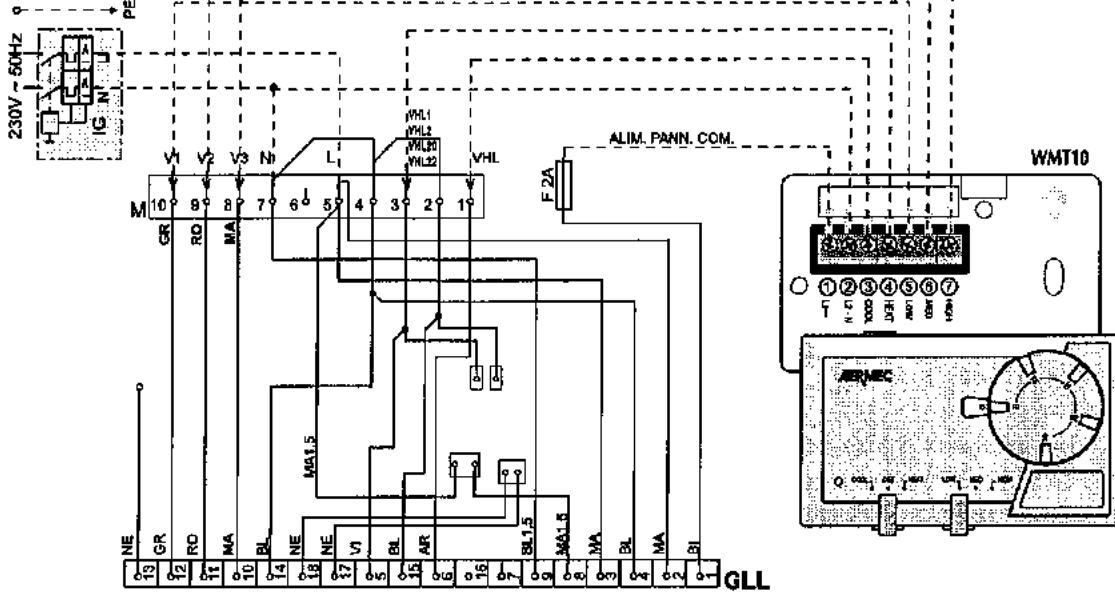 PE
230V ~ 50Hz
L
N
IG
VHL1
VHL2
VHL20
VHL22
V1 V2 V3 N L VHL
ALIM. PANN. COM.
F 2A
WMT10
M 10 9 8 7 6 5 4 3 2 1
GR RO MA
1 2 3 4 5 6 7
L1 L2 - N COOL HEAT LOW MED HIGH
AERMEC
MA1.5
NE GR RO MA BL NE NE VI BL AR BL1.5 MA1.5 MA BL MA BI
13 12 11 10 14 18 17 5 15 6 16 7 9 8 3 4 2 1
GLL